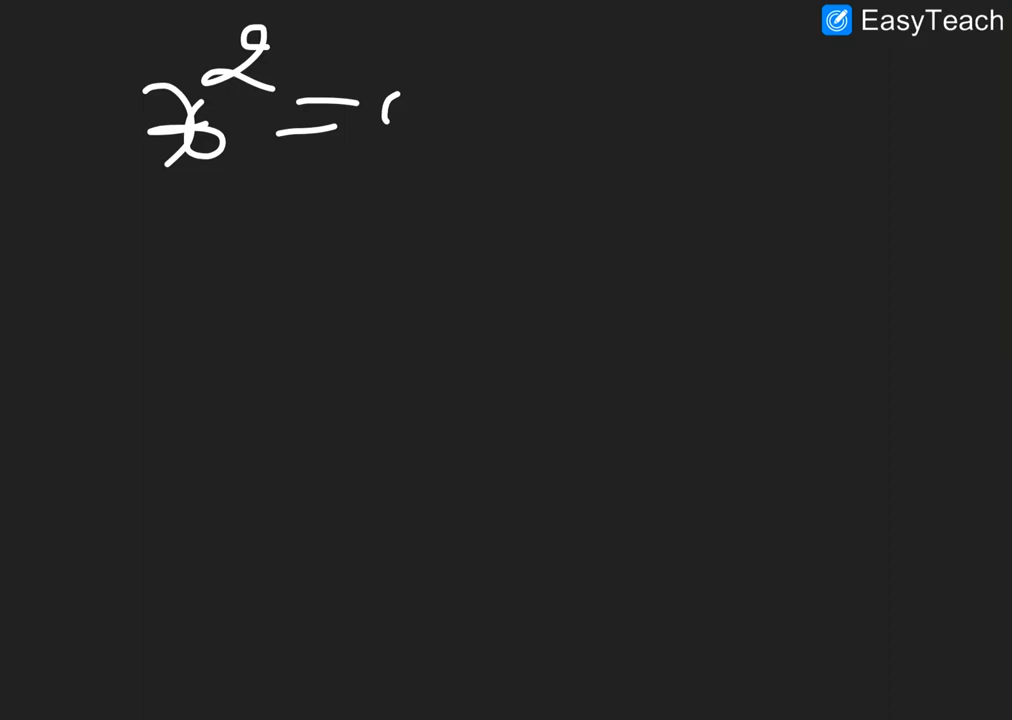 EasyTeach
x² =